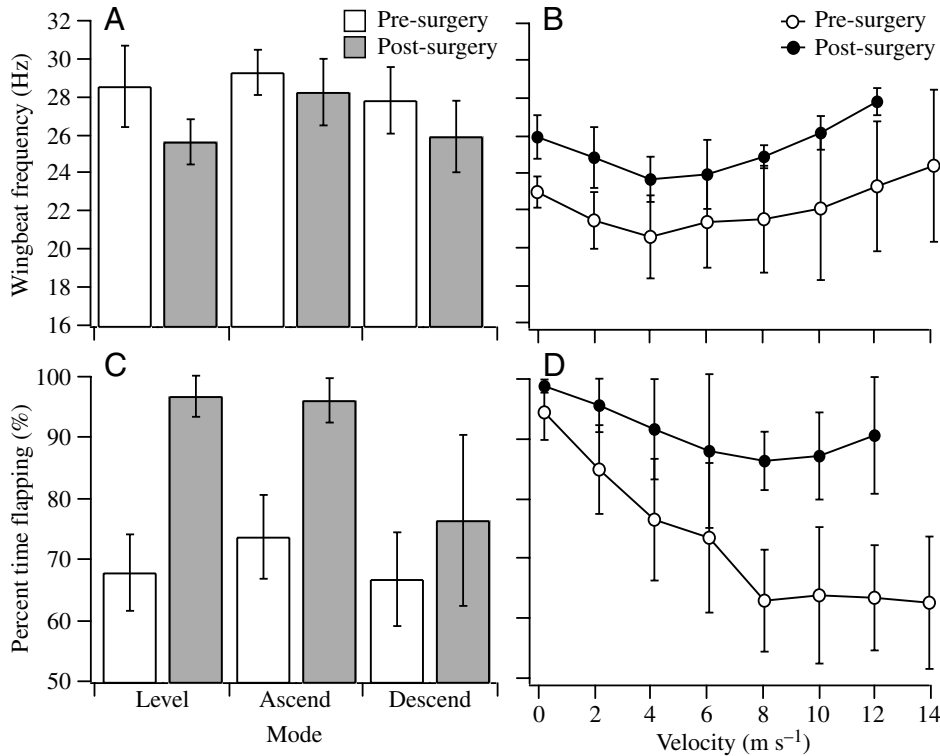 A
Pre-surgery
Post-surgery
Wingbeat frequency (Hz)
32
30
28
26
24
22
20
18
16
B
Pre-surgery
Post-surgery
C
Percent time flapping (%)
100
90
80
70
60
50
Level Ascend Descend
Mode
D
0 2 4 6 8 10 12 14
Velocity (m s⁻¹)